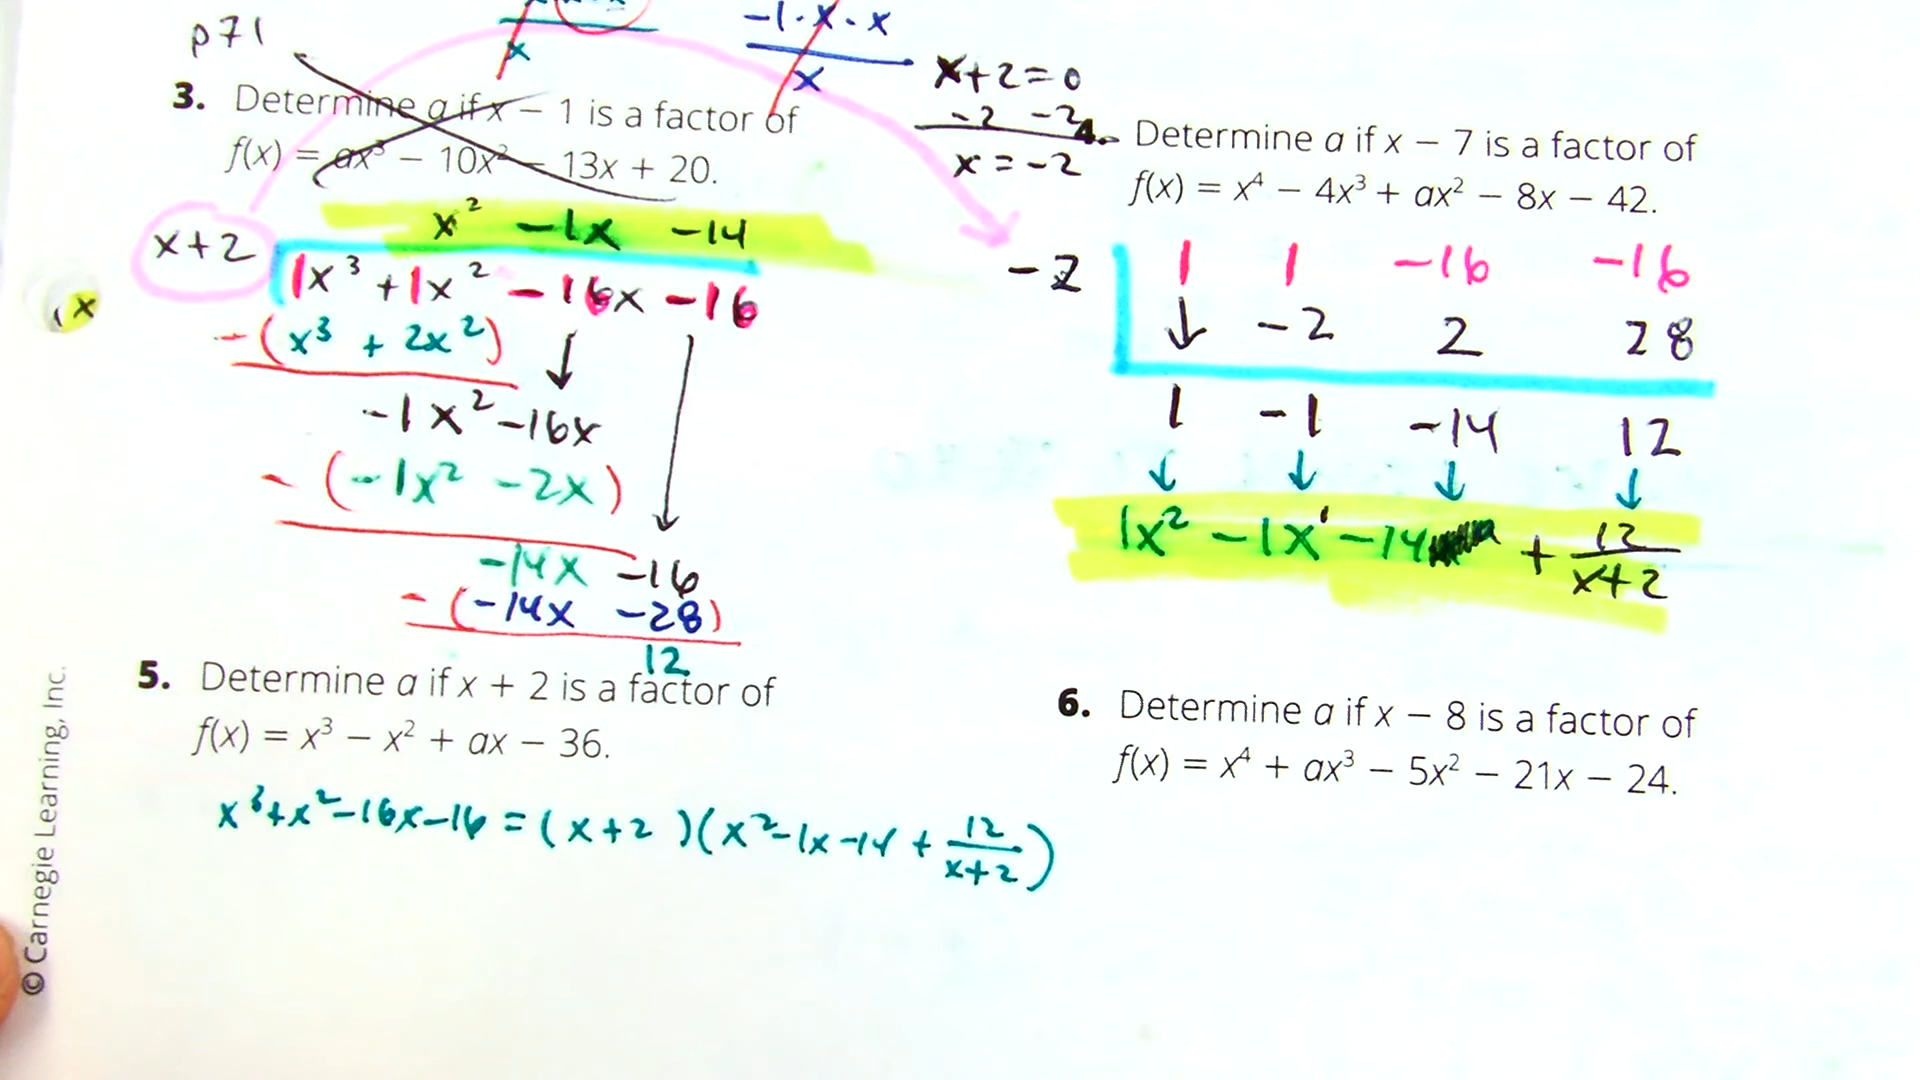 p71
x
-1·x·x
x
x+2=0
-2 -2
x=-2
3. Determine a if x – 1 is a factor of
f(x) = ax³ – 10x² – 13x + 20.
4. Determine a if x – 7 is a factor of
f(x) = x⁴ – 4x³ + ax² – 8x – 42.
x² -1x -14
x+2
1x³ +1x² -16x -16
-(x³ + 2x²)
-1x² -16x
-(-1x² -2x)
-14x -16
-(-14x -28)
12
x
-2 1 1 -16 -16
-2 2 28
1 -1 -14 12
1x² -1x¹ -14 + 12
x+2
5. Determine a if x + 2 is a factor of
f(x) = x³ – x² + ax – 36.
x³+x²-16x-16 = (x+2)(x²-1x-14 + 12
x+2)
6. Determine a if x – 8 is a factor of
f(x) = x⁴ + ax³ – 5x² – 21x – 24.
© Carnegie Learning, Inc.